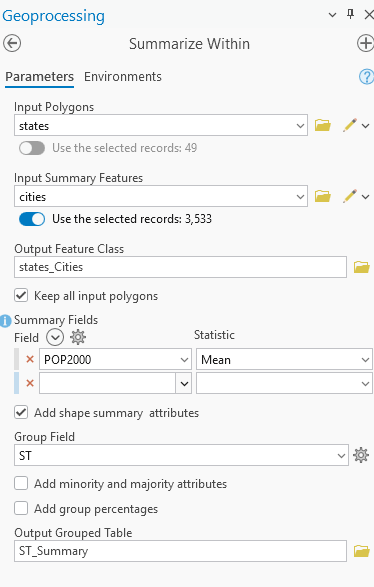 Geoprocessing
Summarize Within
Parameters Environments
Input Polygons
states
Use the selected records: 49
Input Summary Features
cities
Use the selected records: 3,533
Output Feature Class
states_Cities
Keep all input polygons
Summary Fields
Field Statistic
POP2000 Mean
Add shape summary attributes
Group Field
ST
Add minority and majority attributes
Add group percentages
Output Grouped Table
ST_Summary